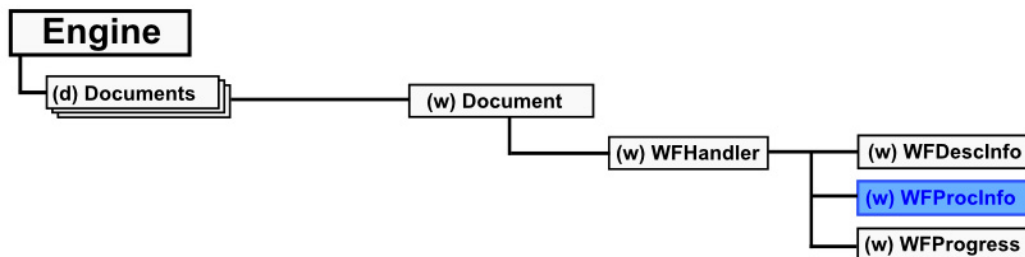 Engine
(d) Documents
(w) Document
(w) WFHandler
(w) WFDescInfo
(w) WFProcInfo
(w) WFProgress